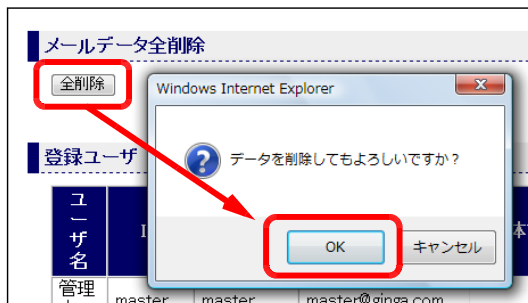 メールデータ全削除
全削除
Windows Internet Explorer
データを削除してもよろしいですか？
OK
キャンセル
登録ユーザ
ユーザ名
I
本
管理
master
master
master@ginga.com